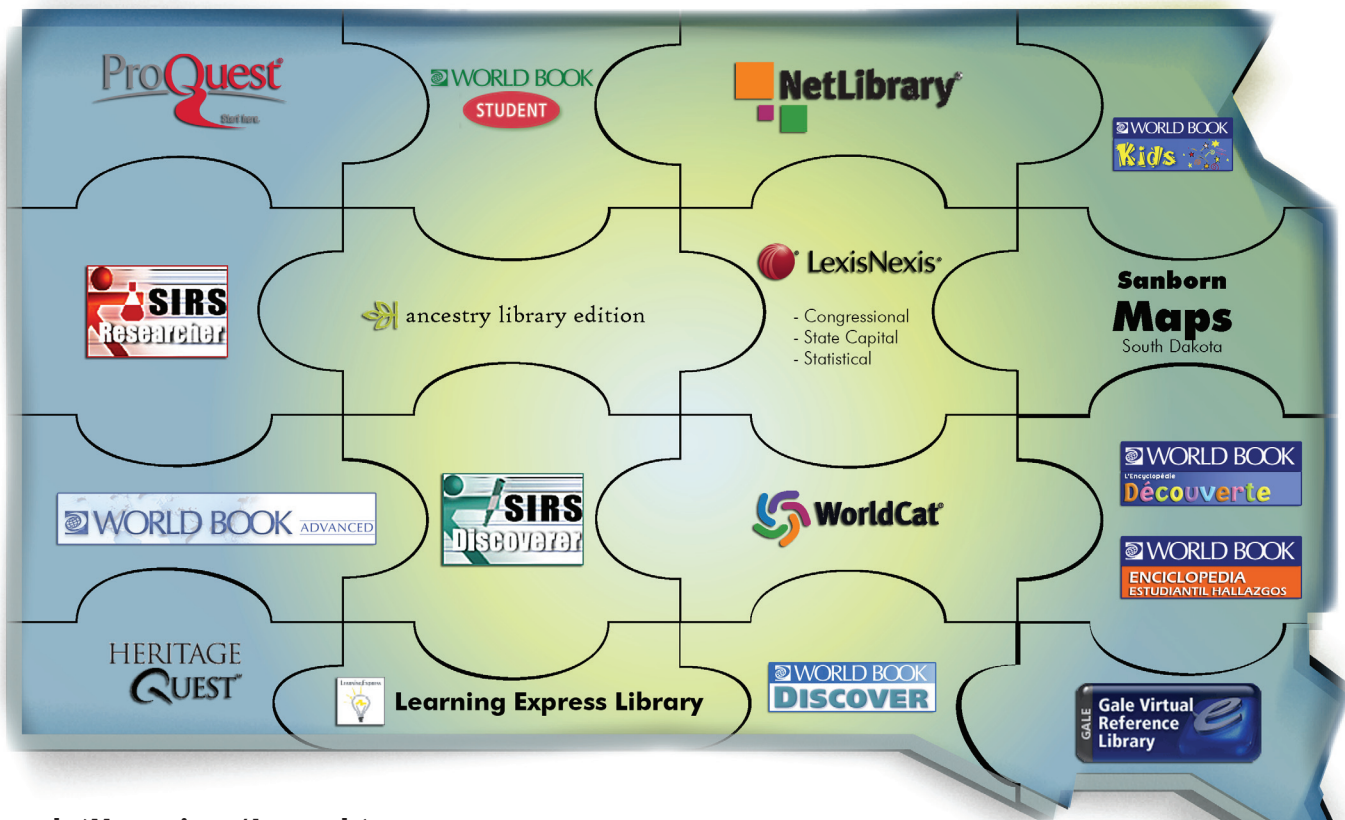 ProQuest®
Start here.
WORLD BOOK
STUDENT
NetLibrary®
WORLD BOOK
Kids
SIRS
Researcher
ancestry library edition
LexisNexis®
- Congressional
- State Capital
- Statistical
Sanborn
Maps
South Dakota
WORLD BOOK ADVANCED
SIRS
Discoverer
WorldCat®
WORLD BOOK
L'Encyclopédie
Découverte
WORLD BOOK
ENCICLOPEDIA
ESTUDIANTIL HALLAZGOS
HERITAGE
QUEST®
LearningExpress
Learning Express Library
WORLD BOOK
DISCOVER
GALE
Gale Virtual
Reference
Library